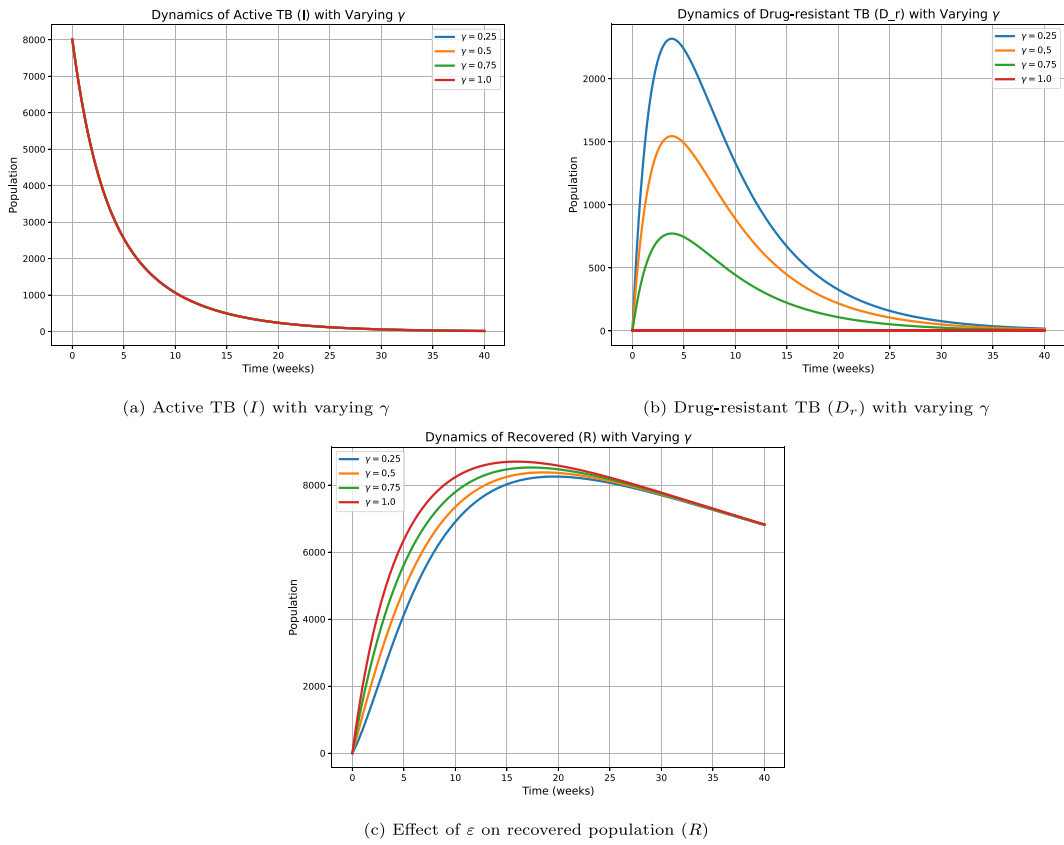 Dynamics of Active TB (I) with Varying γ
8000
7000
6000
5000
4000
3000
2000
1000
0
Population
γ = 0.25
γ = 0.5
γ = 0.75
γ = 1.0
0 5 10 15 20 25 30 35 40
Time (weeks)
(a) Active TB (I) with varying γ
Dynamics of Drug-resistant TB (D_r) with Varying γ
2000
1500
1000
500
0
Population
γ = 0.25
γ = 0.5
γ = 0.75
γ = 1.0
0 5 10 15 20 25 30 35 40
Time (weeks)
(b) Drug-resistant TB (Dᵣ) with varying γ
Dynamics of Recovered (R) with Varying γ
8000
6000
4000
2000
0
Population
γ = 0.25
γ = 0.5
γ = 0.75
γ = 1.0
0 5 10 15 20 25 30 35 40
Time (weeks)
(c) Effect of ε on recovered population (R)